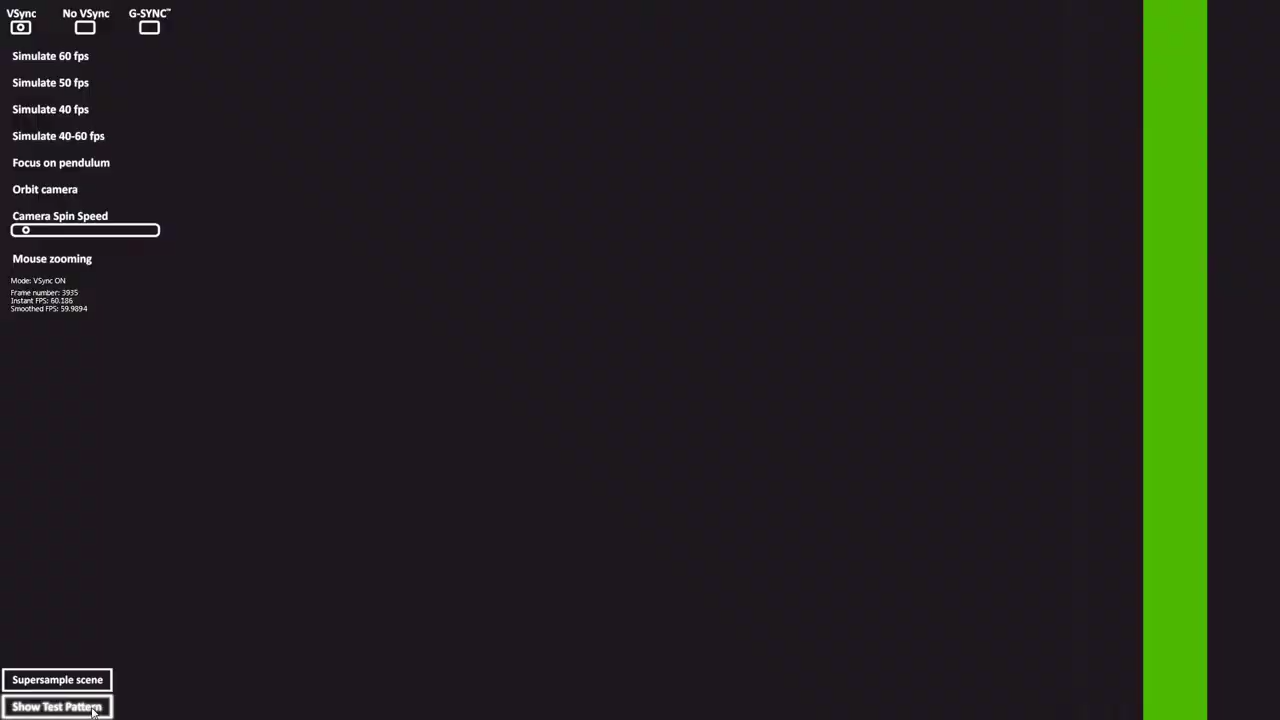 VSync No VSync G-SYNC™
Simulate 60 fps
Simulate 50 fps
Simulate 40 fps
Simulate 40-60 fps
Focus on pendulum
Orbit camera
Camera Spin Speed
Mouse zooming
Mode: VSync ON
Frame number: 3935
Instant FPS: 60.186
Smoothed FPS: 59.9894
Supersample scene
Show Test Pattern